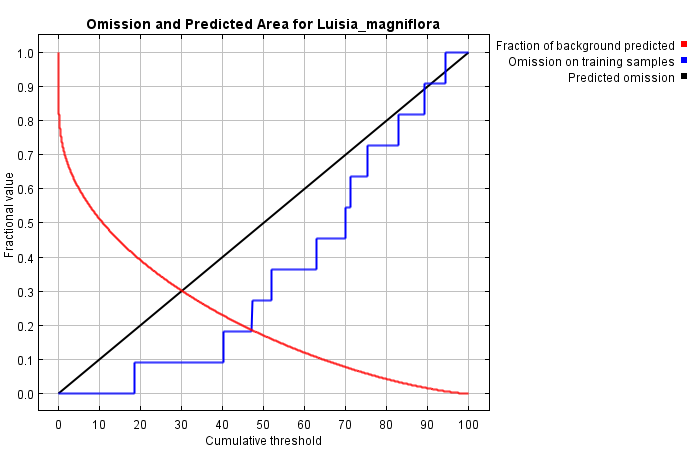 Omission and Predicted Area for Luisia_magniflora
Fraction of background predicted
Omission on training samples
Predicted omission
Fractional value
1.0
0.9
0.8
0.7
0.6
0.5
0.4
0.3
0.2
0.1
0.0
0 10 20 30 40 50 60 70 80 90 100
Cumulative threshold